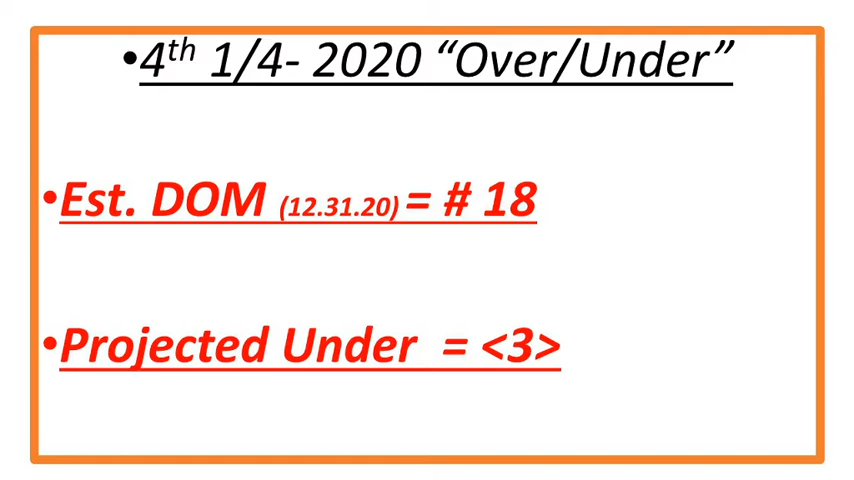 •4th 1/4- 2020 “Over/Under”
•Est. DOM (12.31.20) = # 18
•Projected Under = <3>